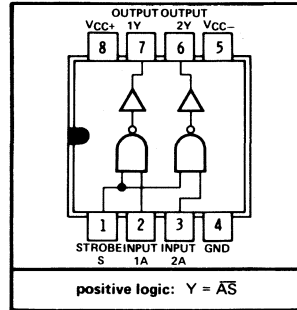 OUTPUT OUTPUT
VCC+ 1Y 2Y VCC−
8 7 6 5
1 2 3 4
STROBE INPUT INPUT GND
S 1A 2A
positive logic: Y = A̅S̅